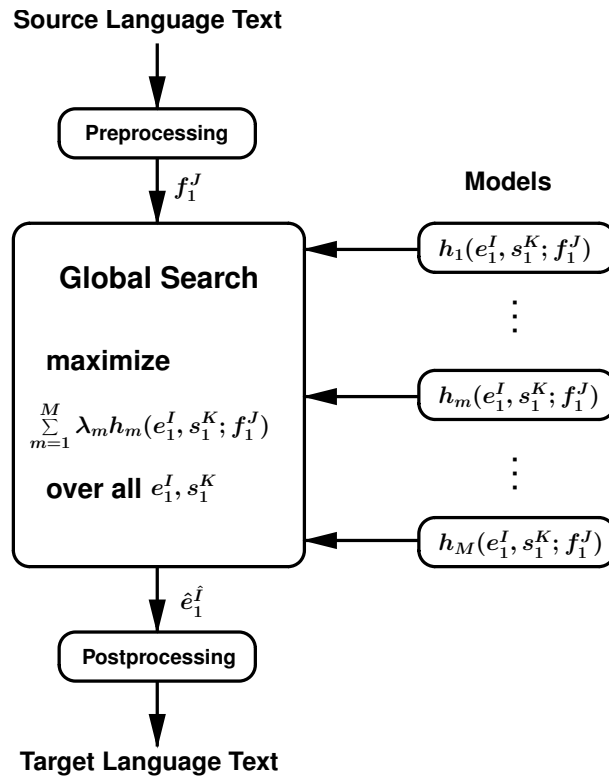 Source Language Text
Preprocessing
f_1^J
Models
h_1(e_1^I, s_1^K; f_1^J)
Global Search
⋮
maximize
h_m(e_1^I, s_1^K; f_1^J)
∑_{m=1}^{M} λ_m h_m(e_1^I, s_1^K; f_1^J)
⋮
over all e_1^I, s_1^K
h_M(e_1^I, s_1^K; f_1^J)
ê_1^Î
Postprocessing
Target Language Text